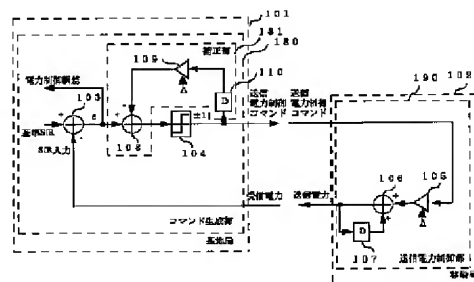 101
181
180
補正部
109
110
Δ
D
電力制御誤差
103
基準SIR
SIR入力
e
108
±1
104
送信
電力制御
コマンド
送信
電力制御
コマンド
コマンド生成部
基地局
受信電力
送信電力
190
102
106
105
Δ
D
107
送信電力制御部
移動局